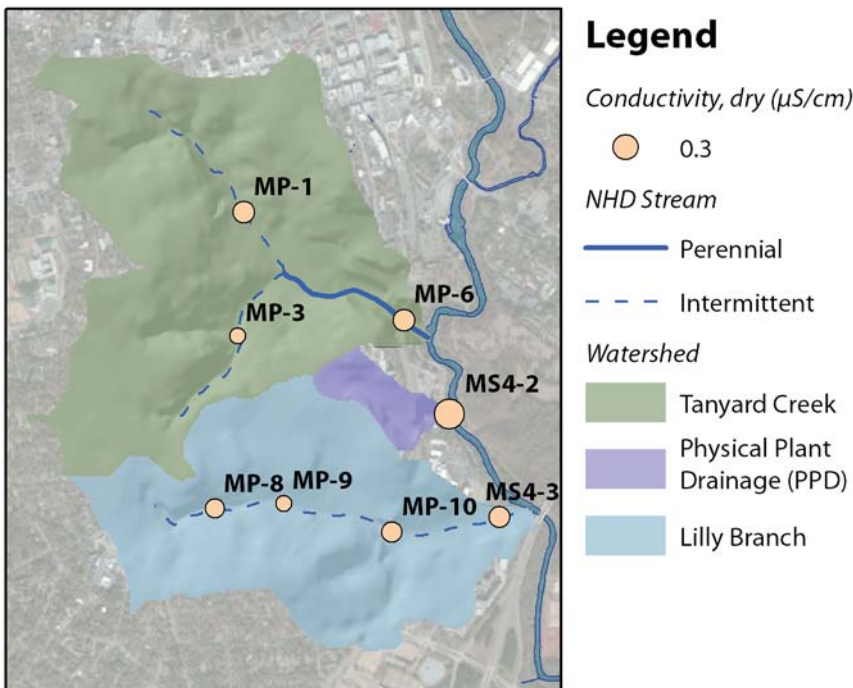 Legend
Conductivity, dry (µS/cm)
0.3
NHD Stream
Perennial
Intermittent
Watershed
Tanyard Creek
Physical Plant
Drainage (PPD)
Lilly Branch
MP-1
MP-6
MP-3
MS4-2
MP-8
MP-9
MP-10
MS4-3